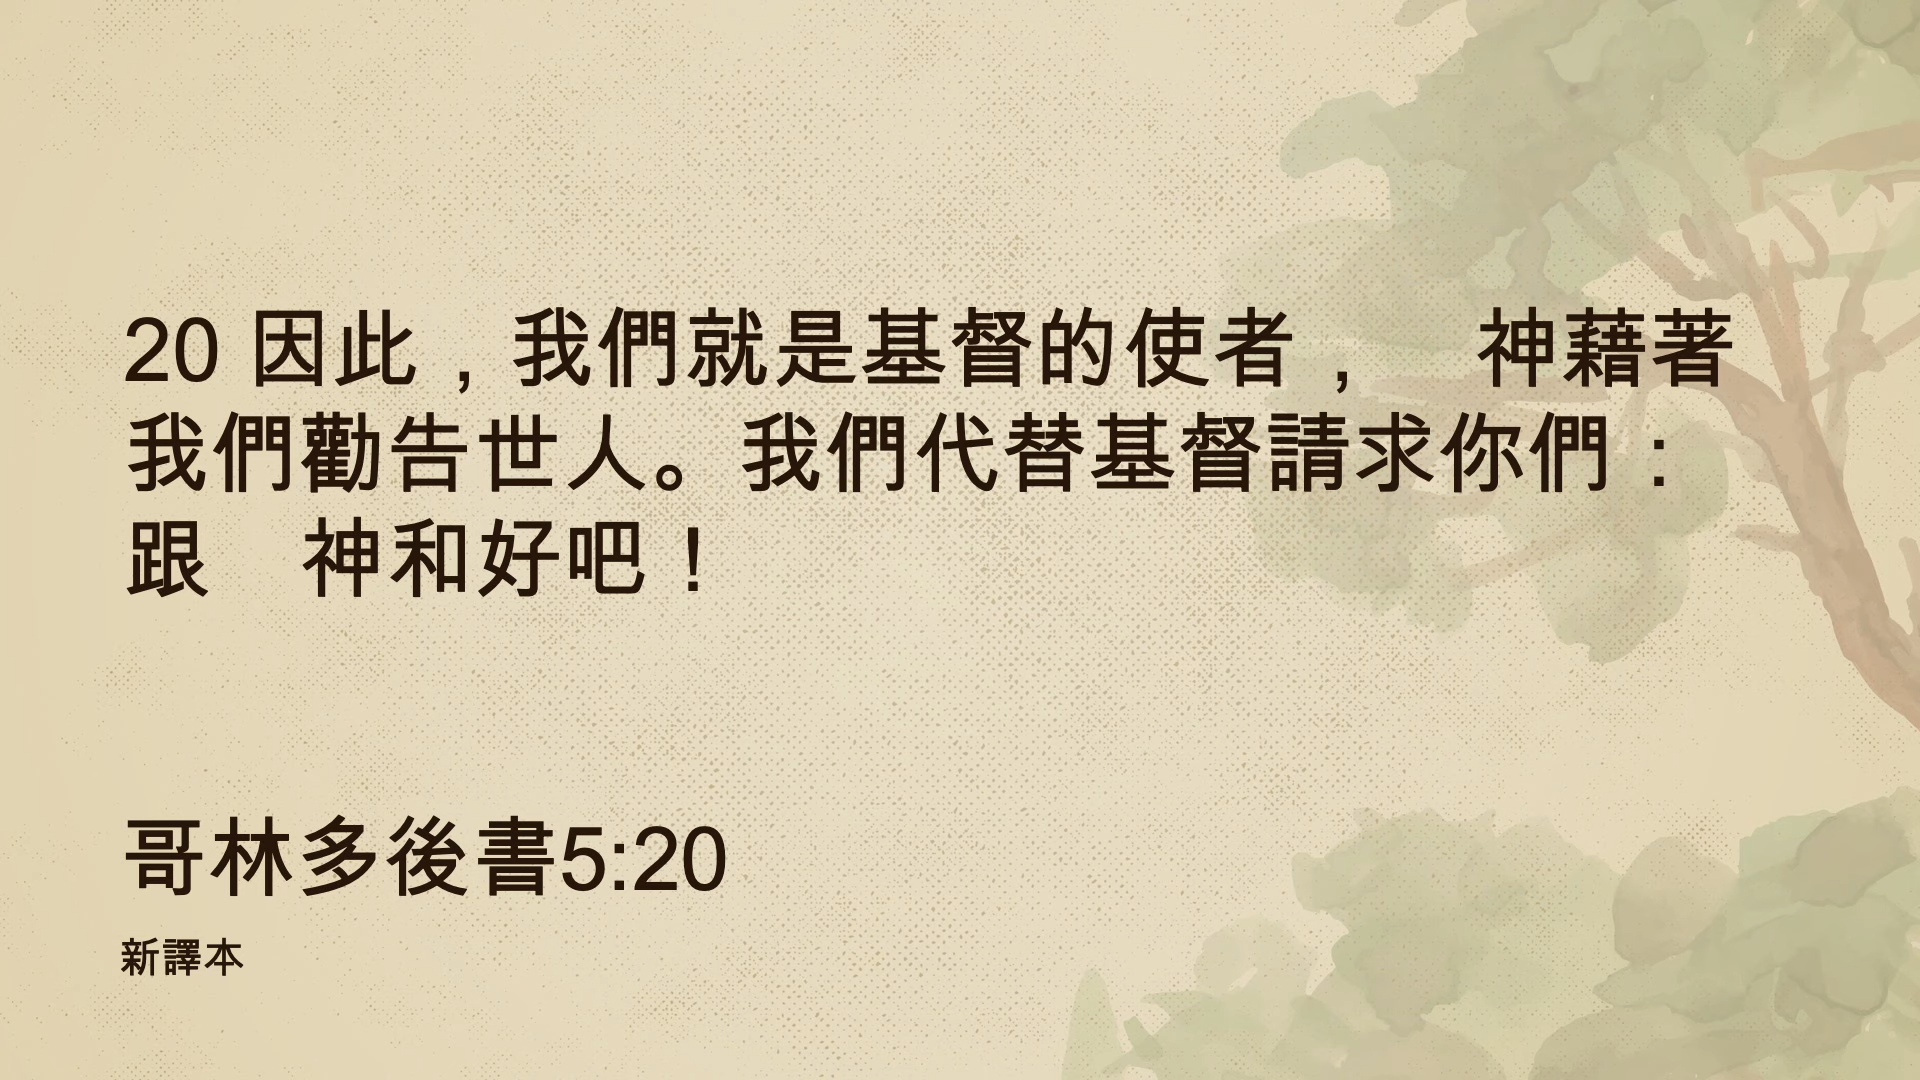 20 因此，我們就是基督的使者，　神藉著
我們勸告世人。我們代替基督請求你們：
跟　神和好吧！
哥林多後書5:20
新譯本